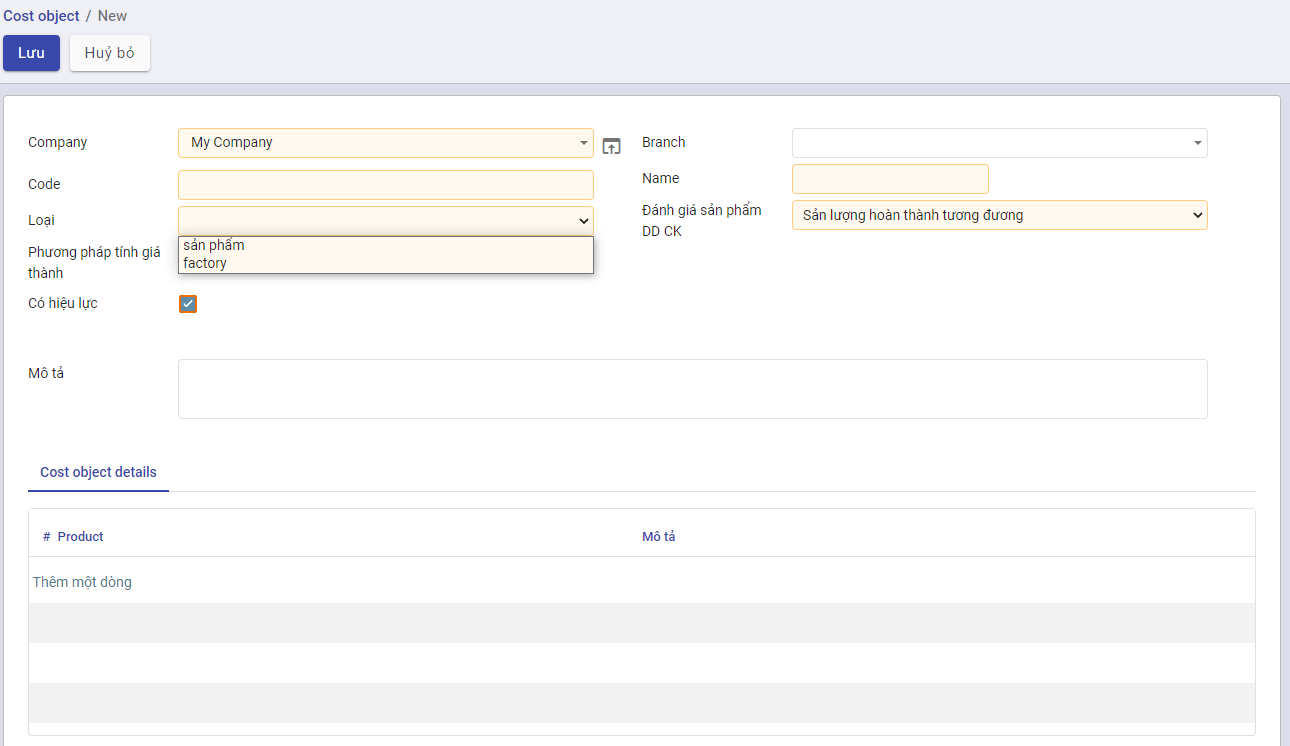 Cost object / New
Lưu
Huỷ bỏ
Company
My Company
Branch
Code
Name
Loại
Đánh giá sản phẩm
DD CK
Sản lượng hoàn thành tương đương
sản phẩm
factory
Phương pháp tính giá
thành
Có hiệu lực
Mô tả
Cost object details
# Product
Mô tả
Thêm một dòng